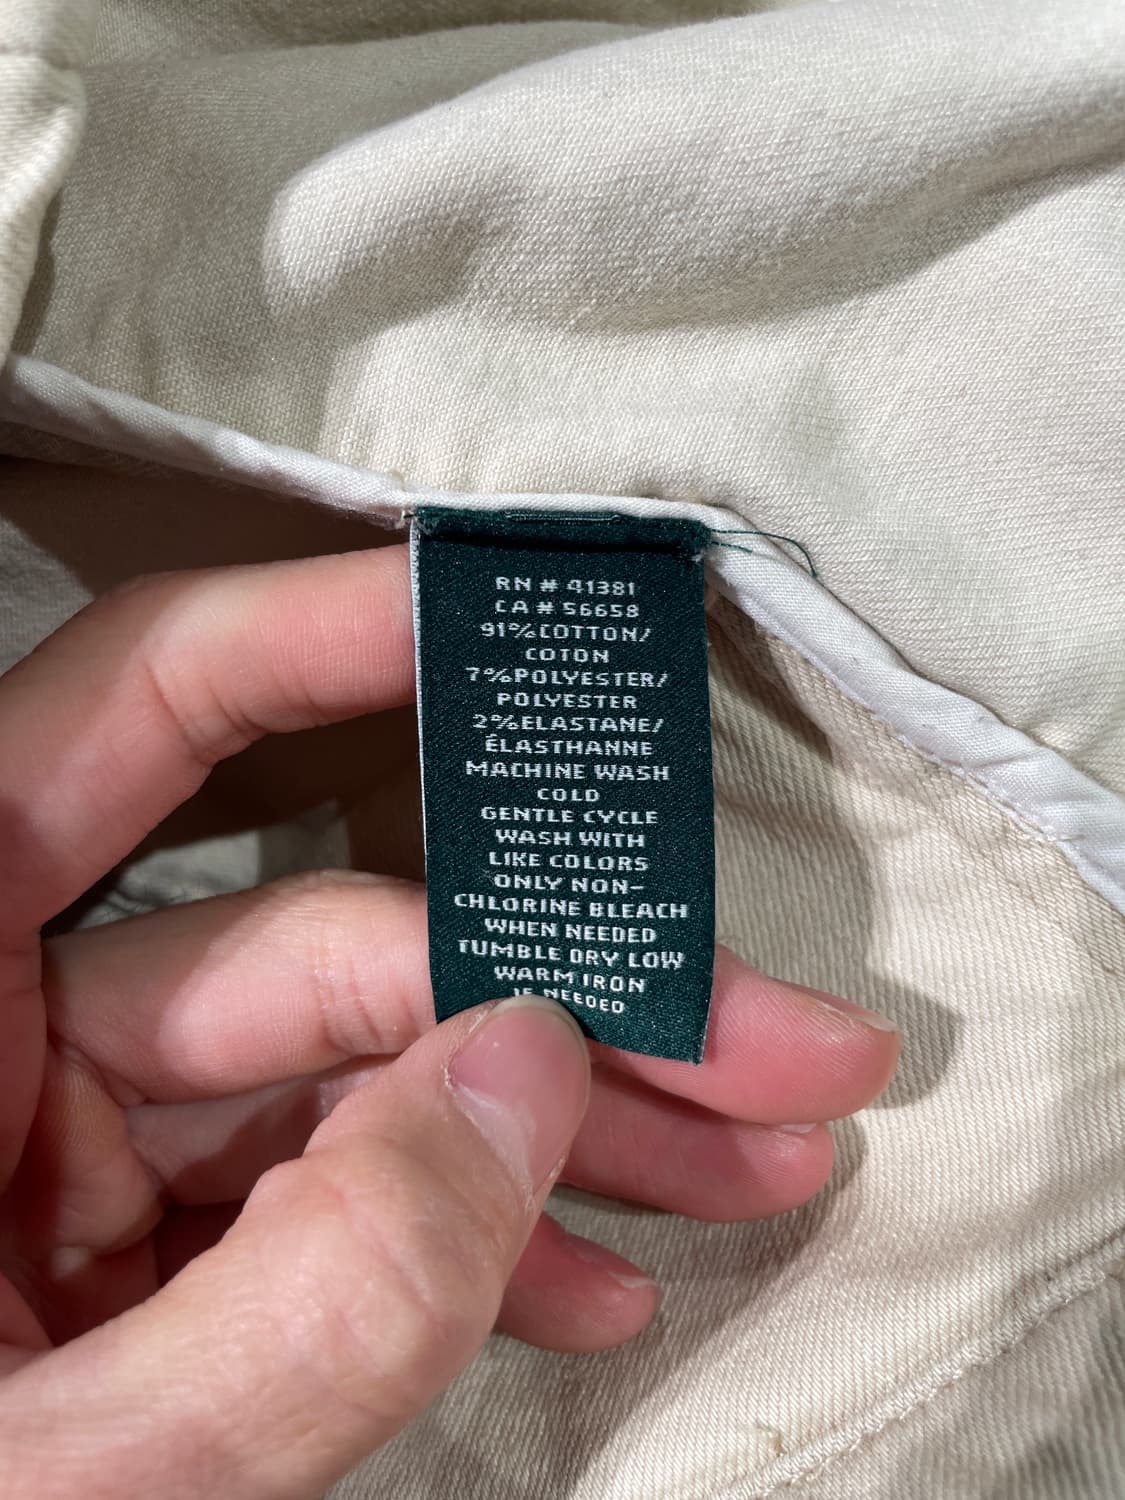 RN # 41381
CA # 56658
91%COTTON/
COTON
7%POLYESTER/
POLYESTER
2%ELASTANE/
ÉLASTHANNE
MACHINE WASH
COLD
GENTLE CYCLE
WASH WITH
LIKE COLORS
ONLY NON-
CHLORINE BLEACH
WHEN NEEDED
TUMBLE DRY LOW
WARM IRON
IF NEEDED